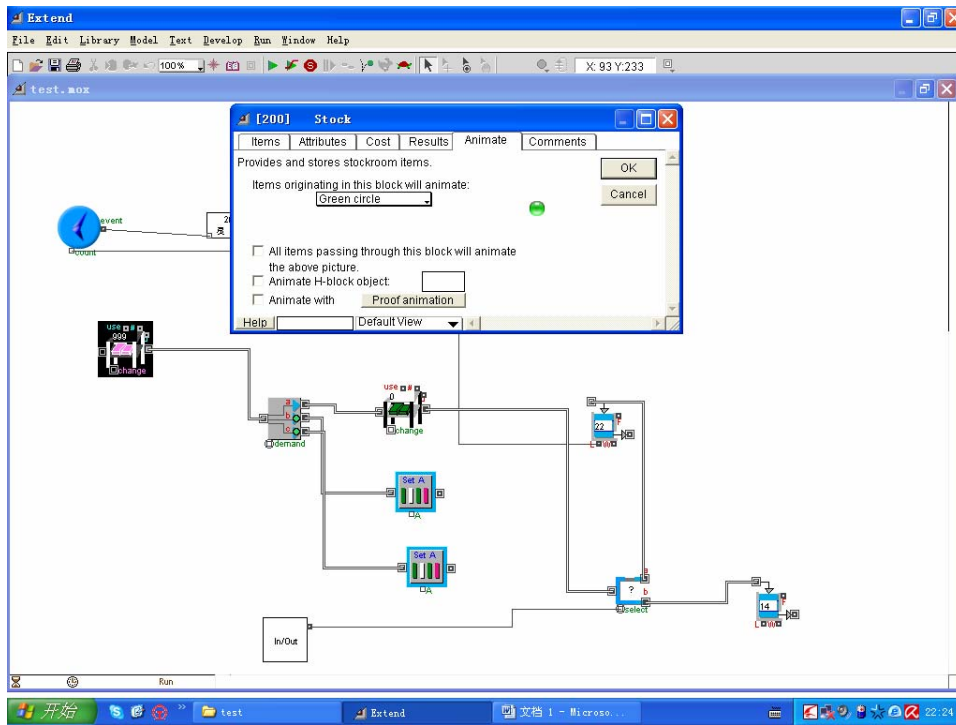 Extend
File Edit Library Model Text Develop Run Window Help
100%
X: 93 Y:233
test.mox
[200] Stock
Items Attributes Cost Results Animate Comments
Provides and stores stockroom items.
OK
Items originating in this block will animate:
Green circle
Cancel
All items passing through this block will animate
the above picture.
Animate H-block object:
Animate with Proof animation
Help Default View
event
count
use #
999
change
a
b
c
demand
use #
0
change
22
F
L W
Set A
A
Set A
A
a
? b
select
14
F
L W
In/Out
Run
开始
test
Extend
文档 1 - Microso...
22:24